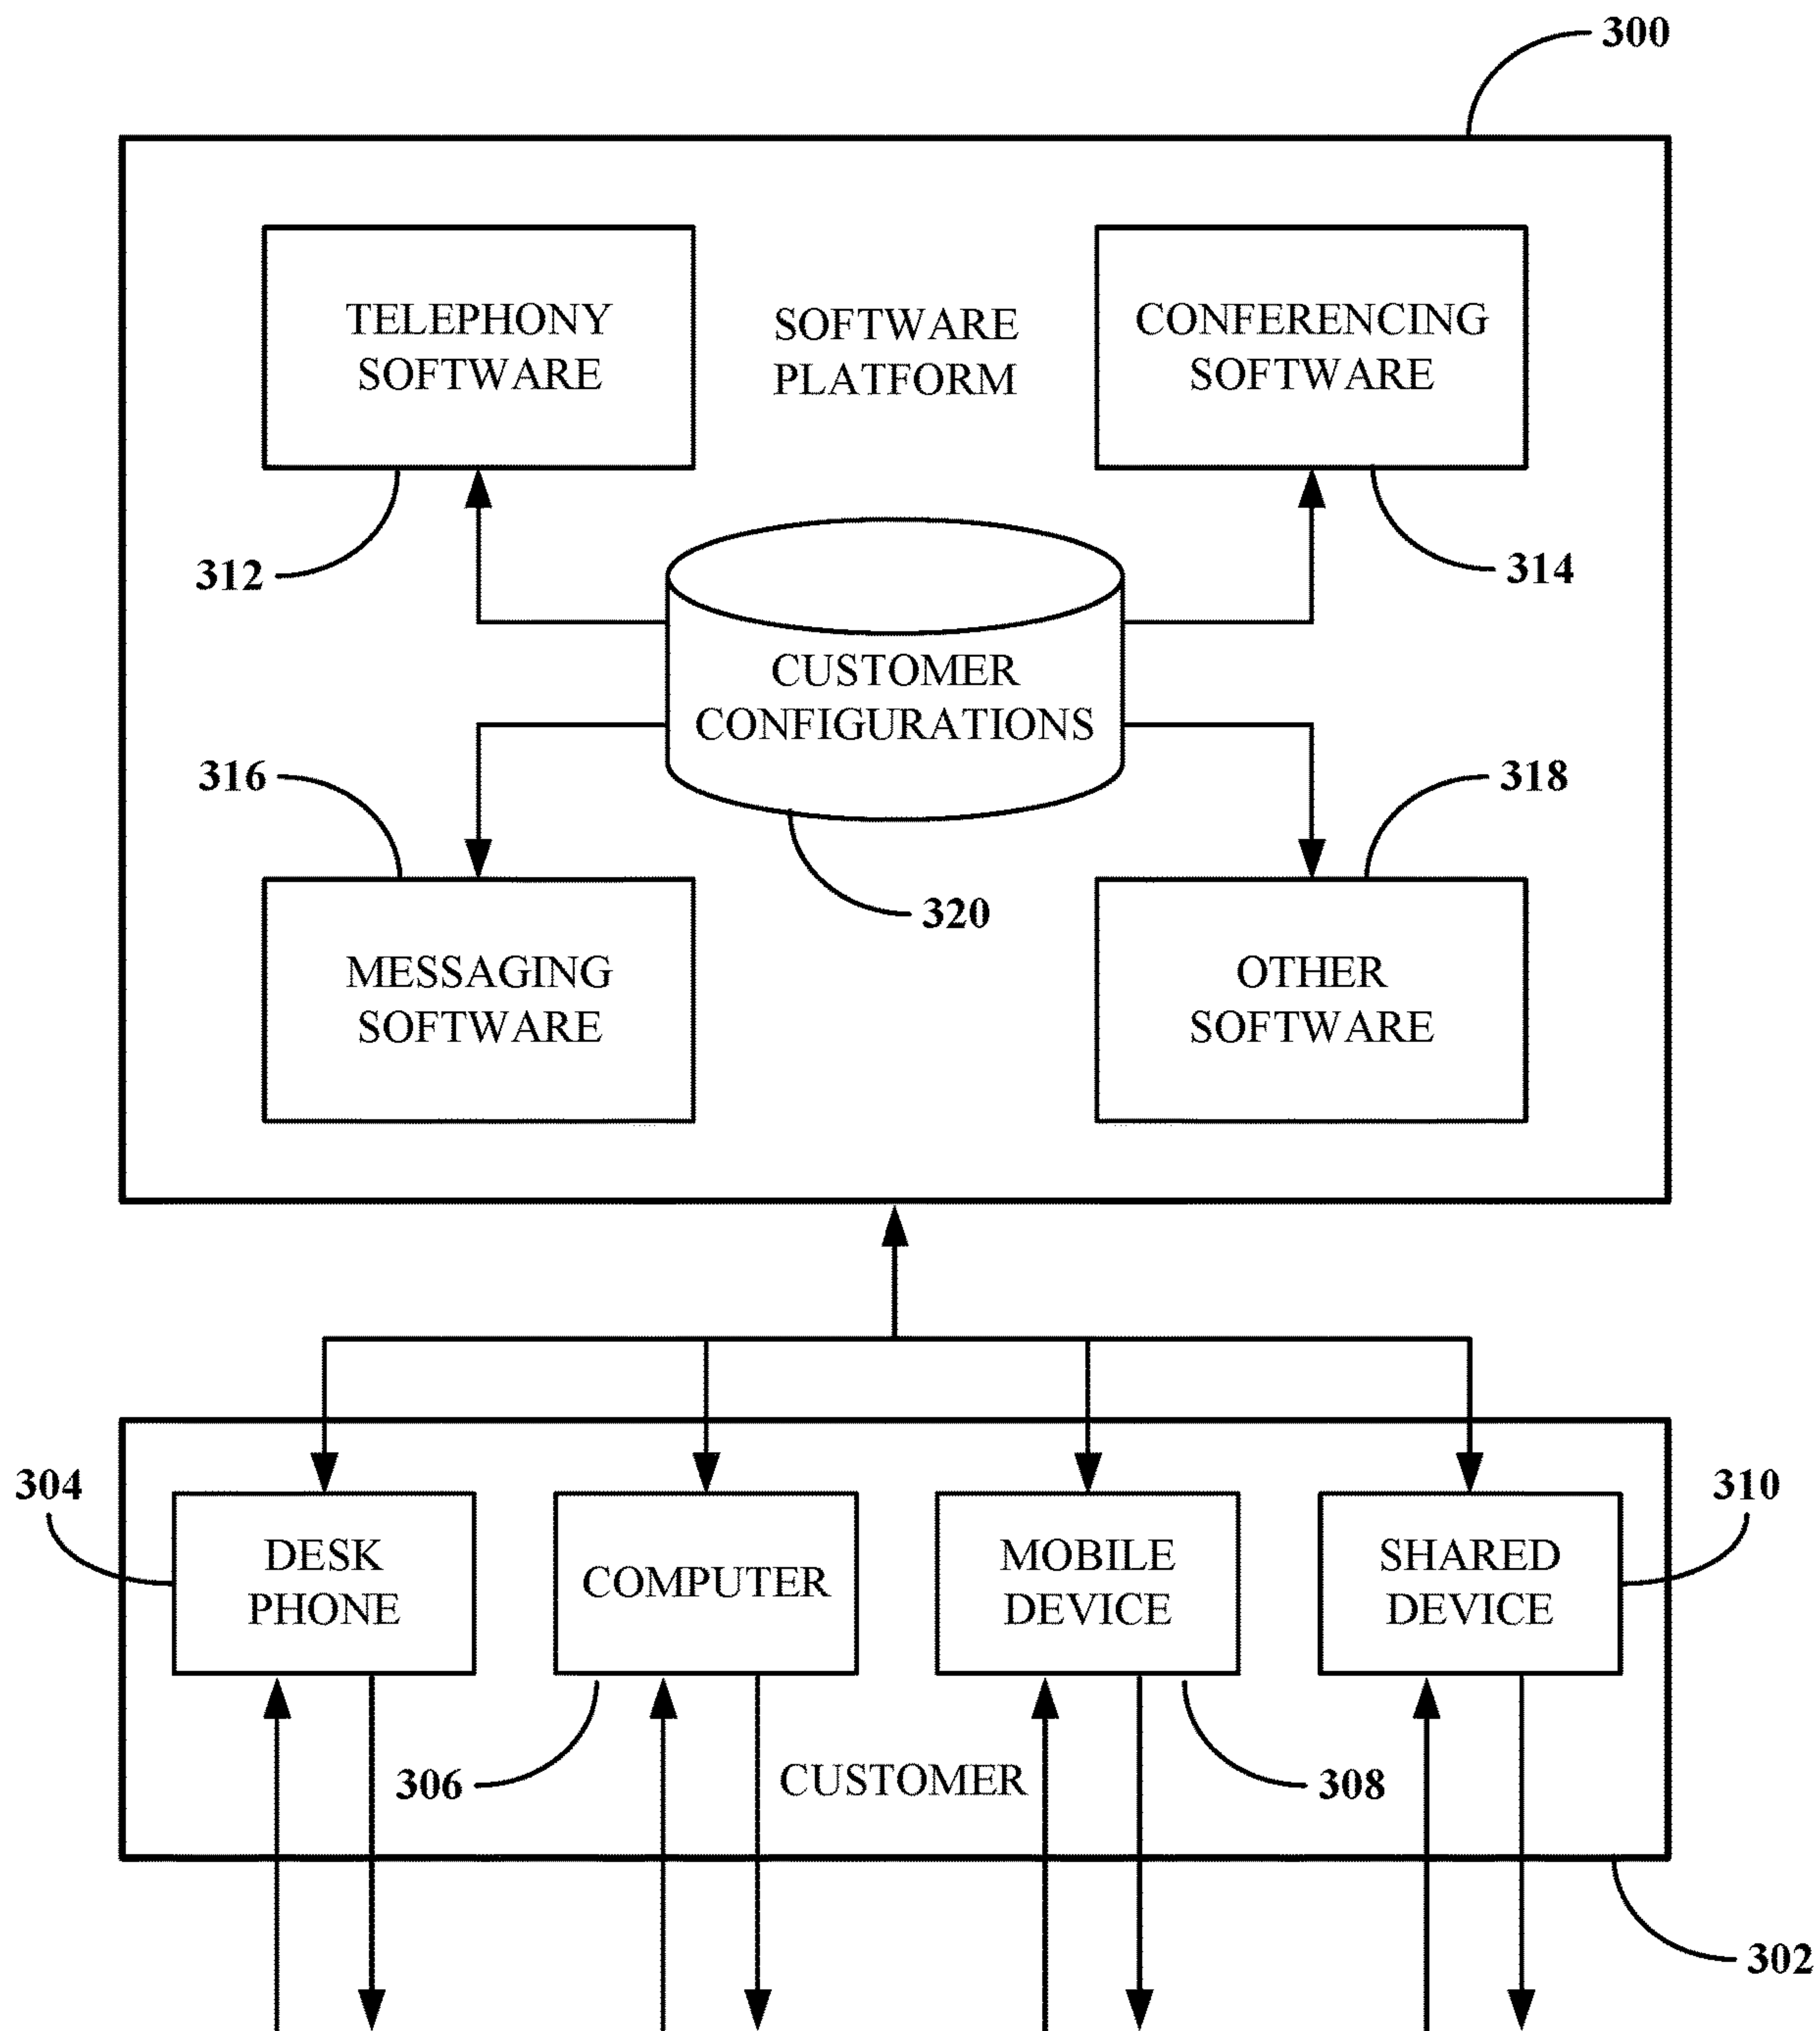 300
TELEPHONY
SOFTWARE
SOFTWARE
PLATFORM
CONFERENCING
SOFTWARE
312
314
CUSTOMER
CONFIGURATIONS
316
318
320
MESSAGING
SOFTWARE
OTHER
SOFTWARE
304
310
DESK
PHONE
COMPUTER
MOBILE
DEVICE
SHARED
DEVICE
306
CUSTOMER
308
302